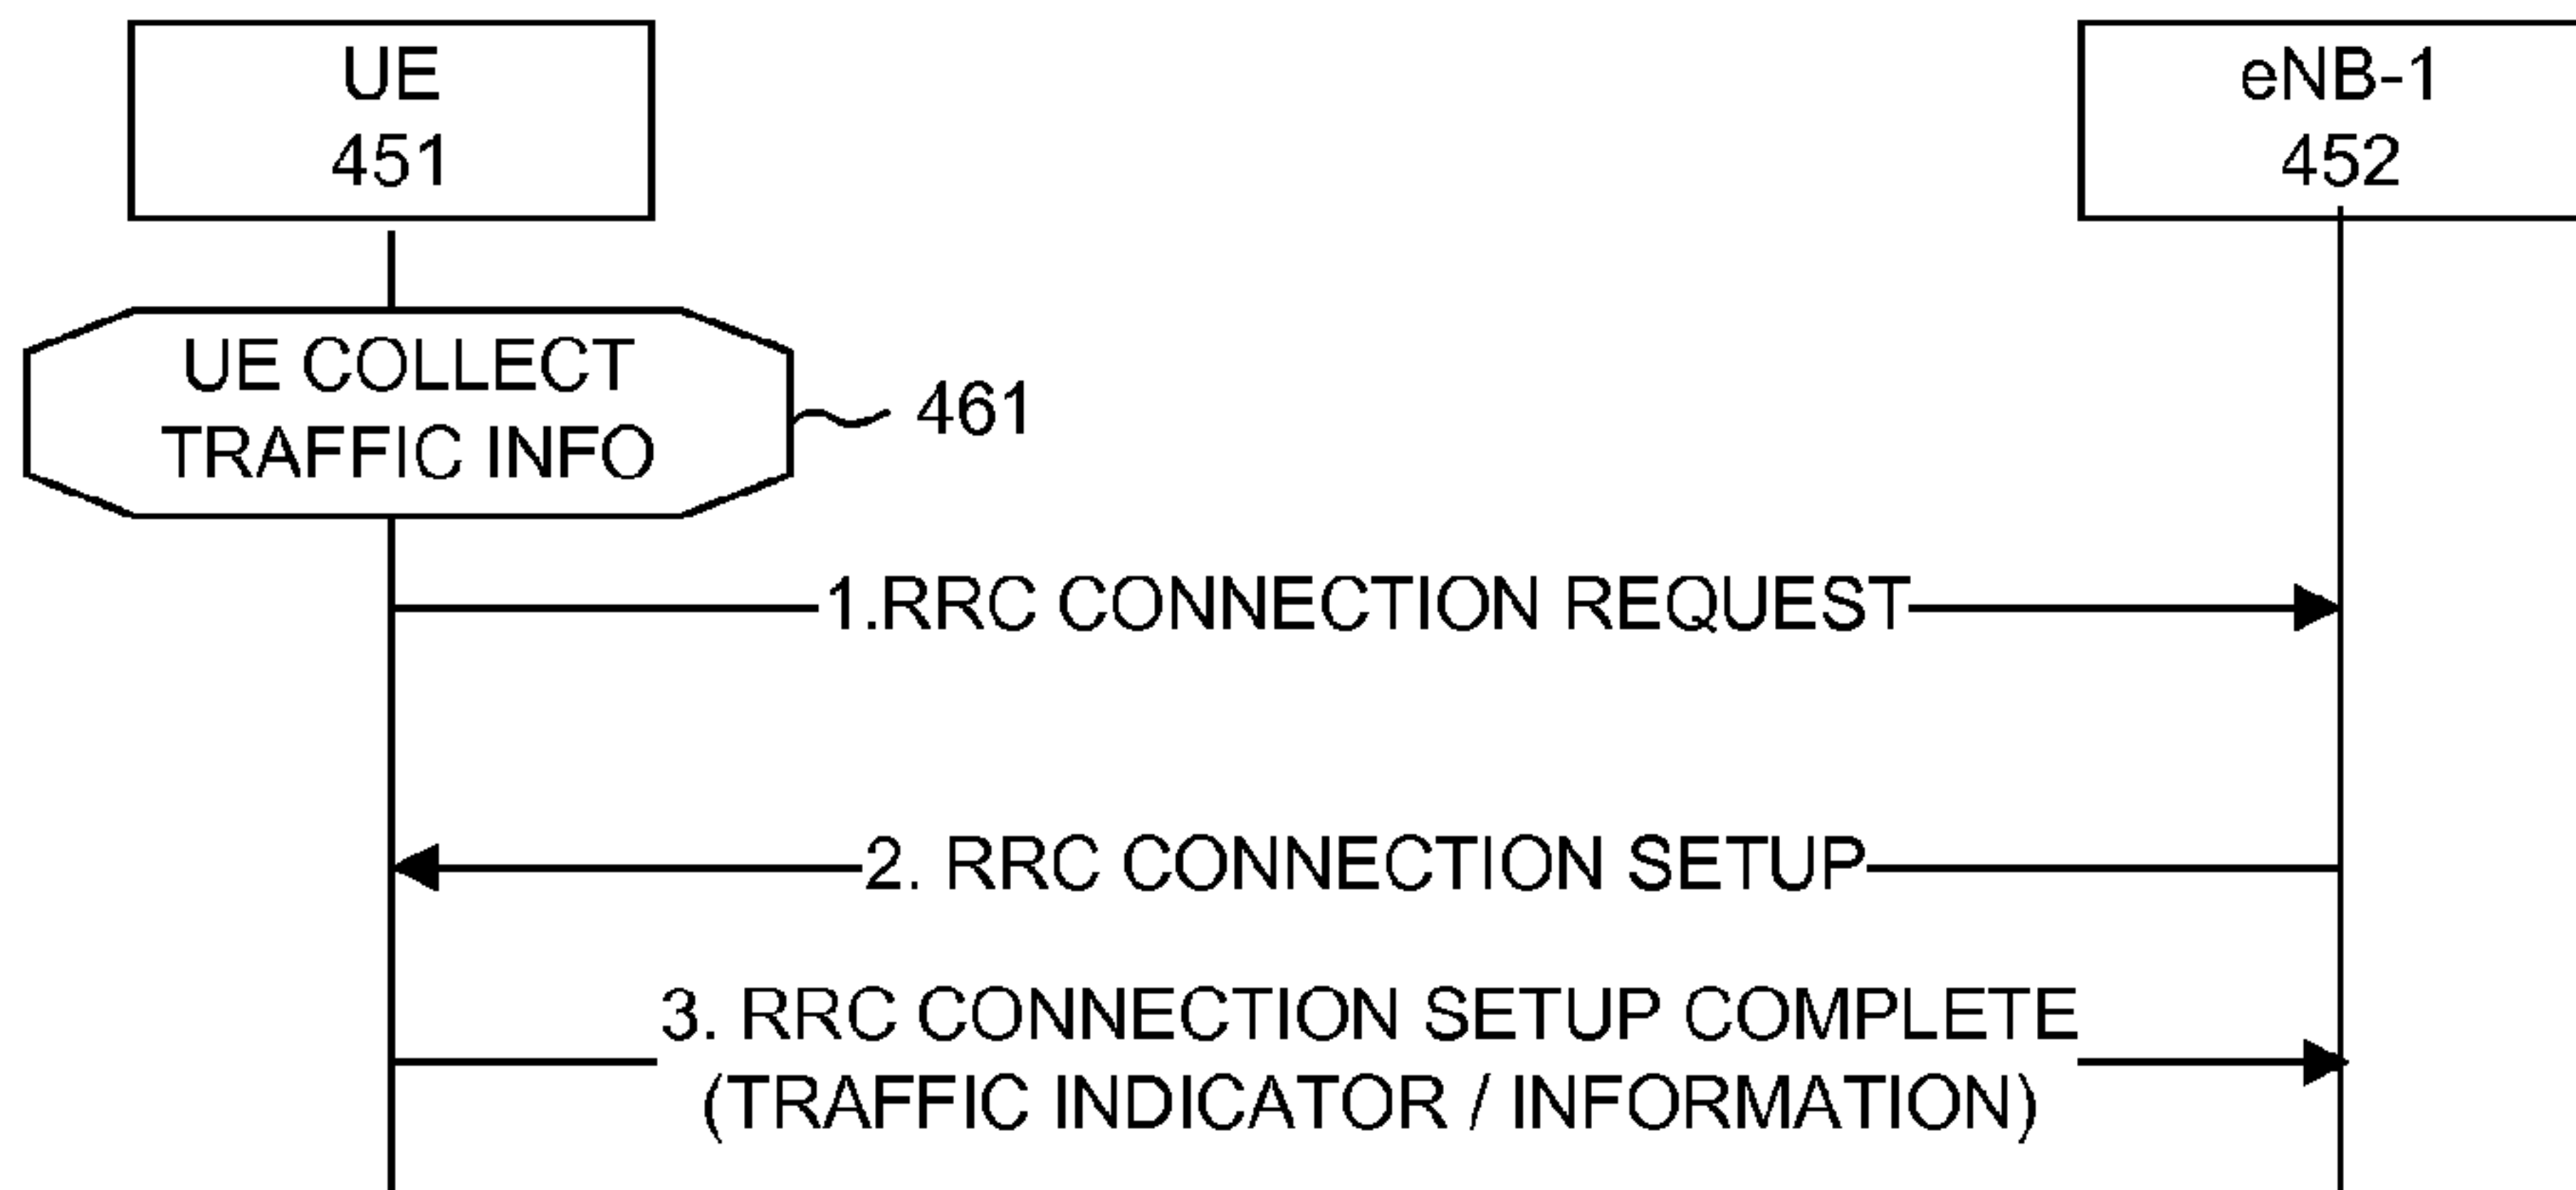 UE
451
eNB-1
452
UE COLLECT
TRAFFIC INFO
461
1.RRC CONNECTION REQUEST
2. RRC CONNECTION SETUP
3. RRC CONNECTION SETUP COMPLETE
(TRAFFIC INDICATOR / INFORMATION)